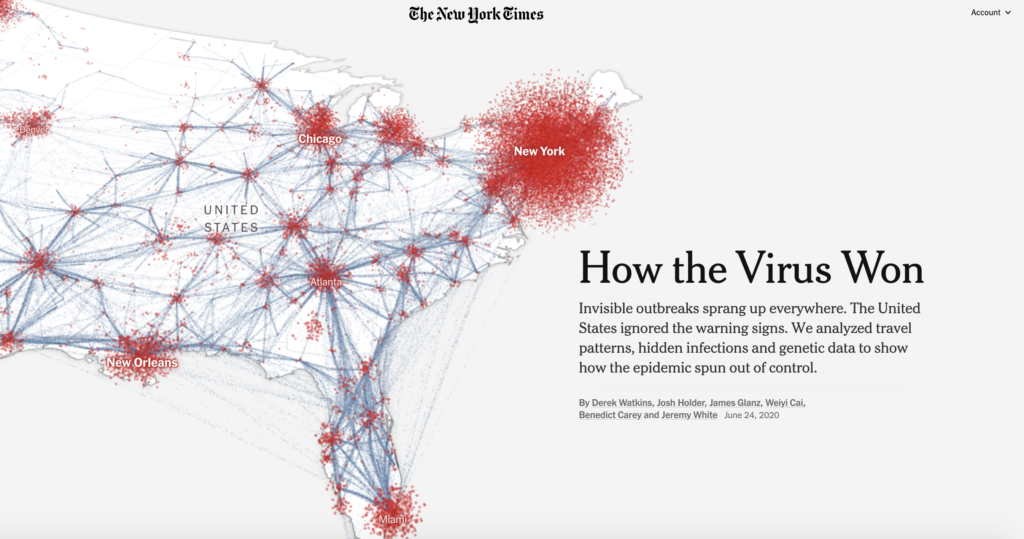 The New York Times
Account
Denver
Chicago
New York
UNITED
STATES
Atlanta
New Orleans
Miami
How the Virus Won
Invisible outbreaks sprang up everywhere. The United
States ignored the warning signs. We analyzed travel
patterns, hidden infections and genetic data to show
how the epidemic spun out of control.
By Derek Watkins, Josh Holder, James Glanz, Weiyi Cai,
Benedict Carey and Jeremy White June 24, 2020